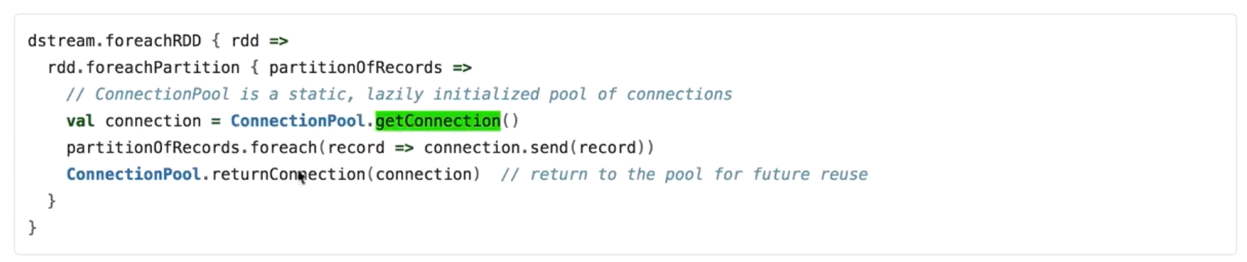 dstream.foreachRDD { rdd =>
  rdd.foreachPartition { partitionOfRecords =>
    // ConnectionPool is a static, lazily initialized pool of connections
    val connection = ConnectionPool.getConnection()
    partitionOfRecords.foreach(record => connection.send(record))
    ConnectionPool.returnConnection(connection)  // return to the pool for future reuse
  }
}